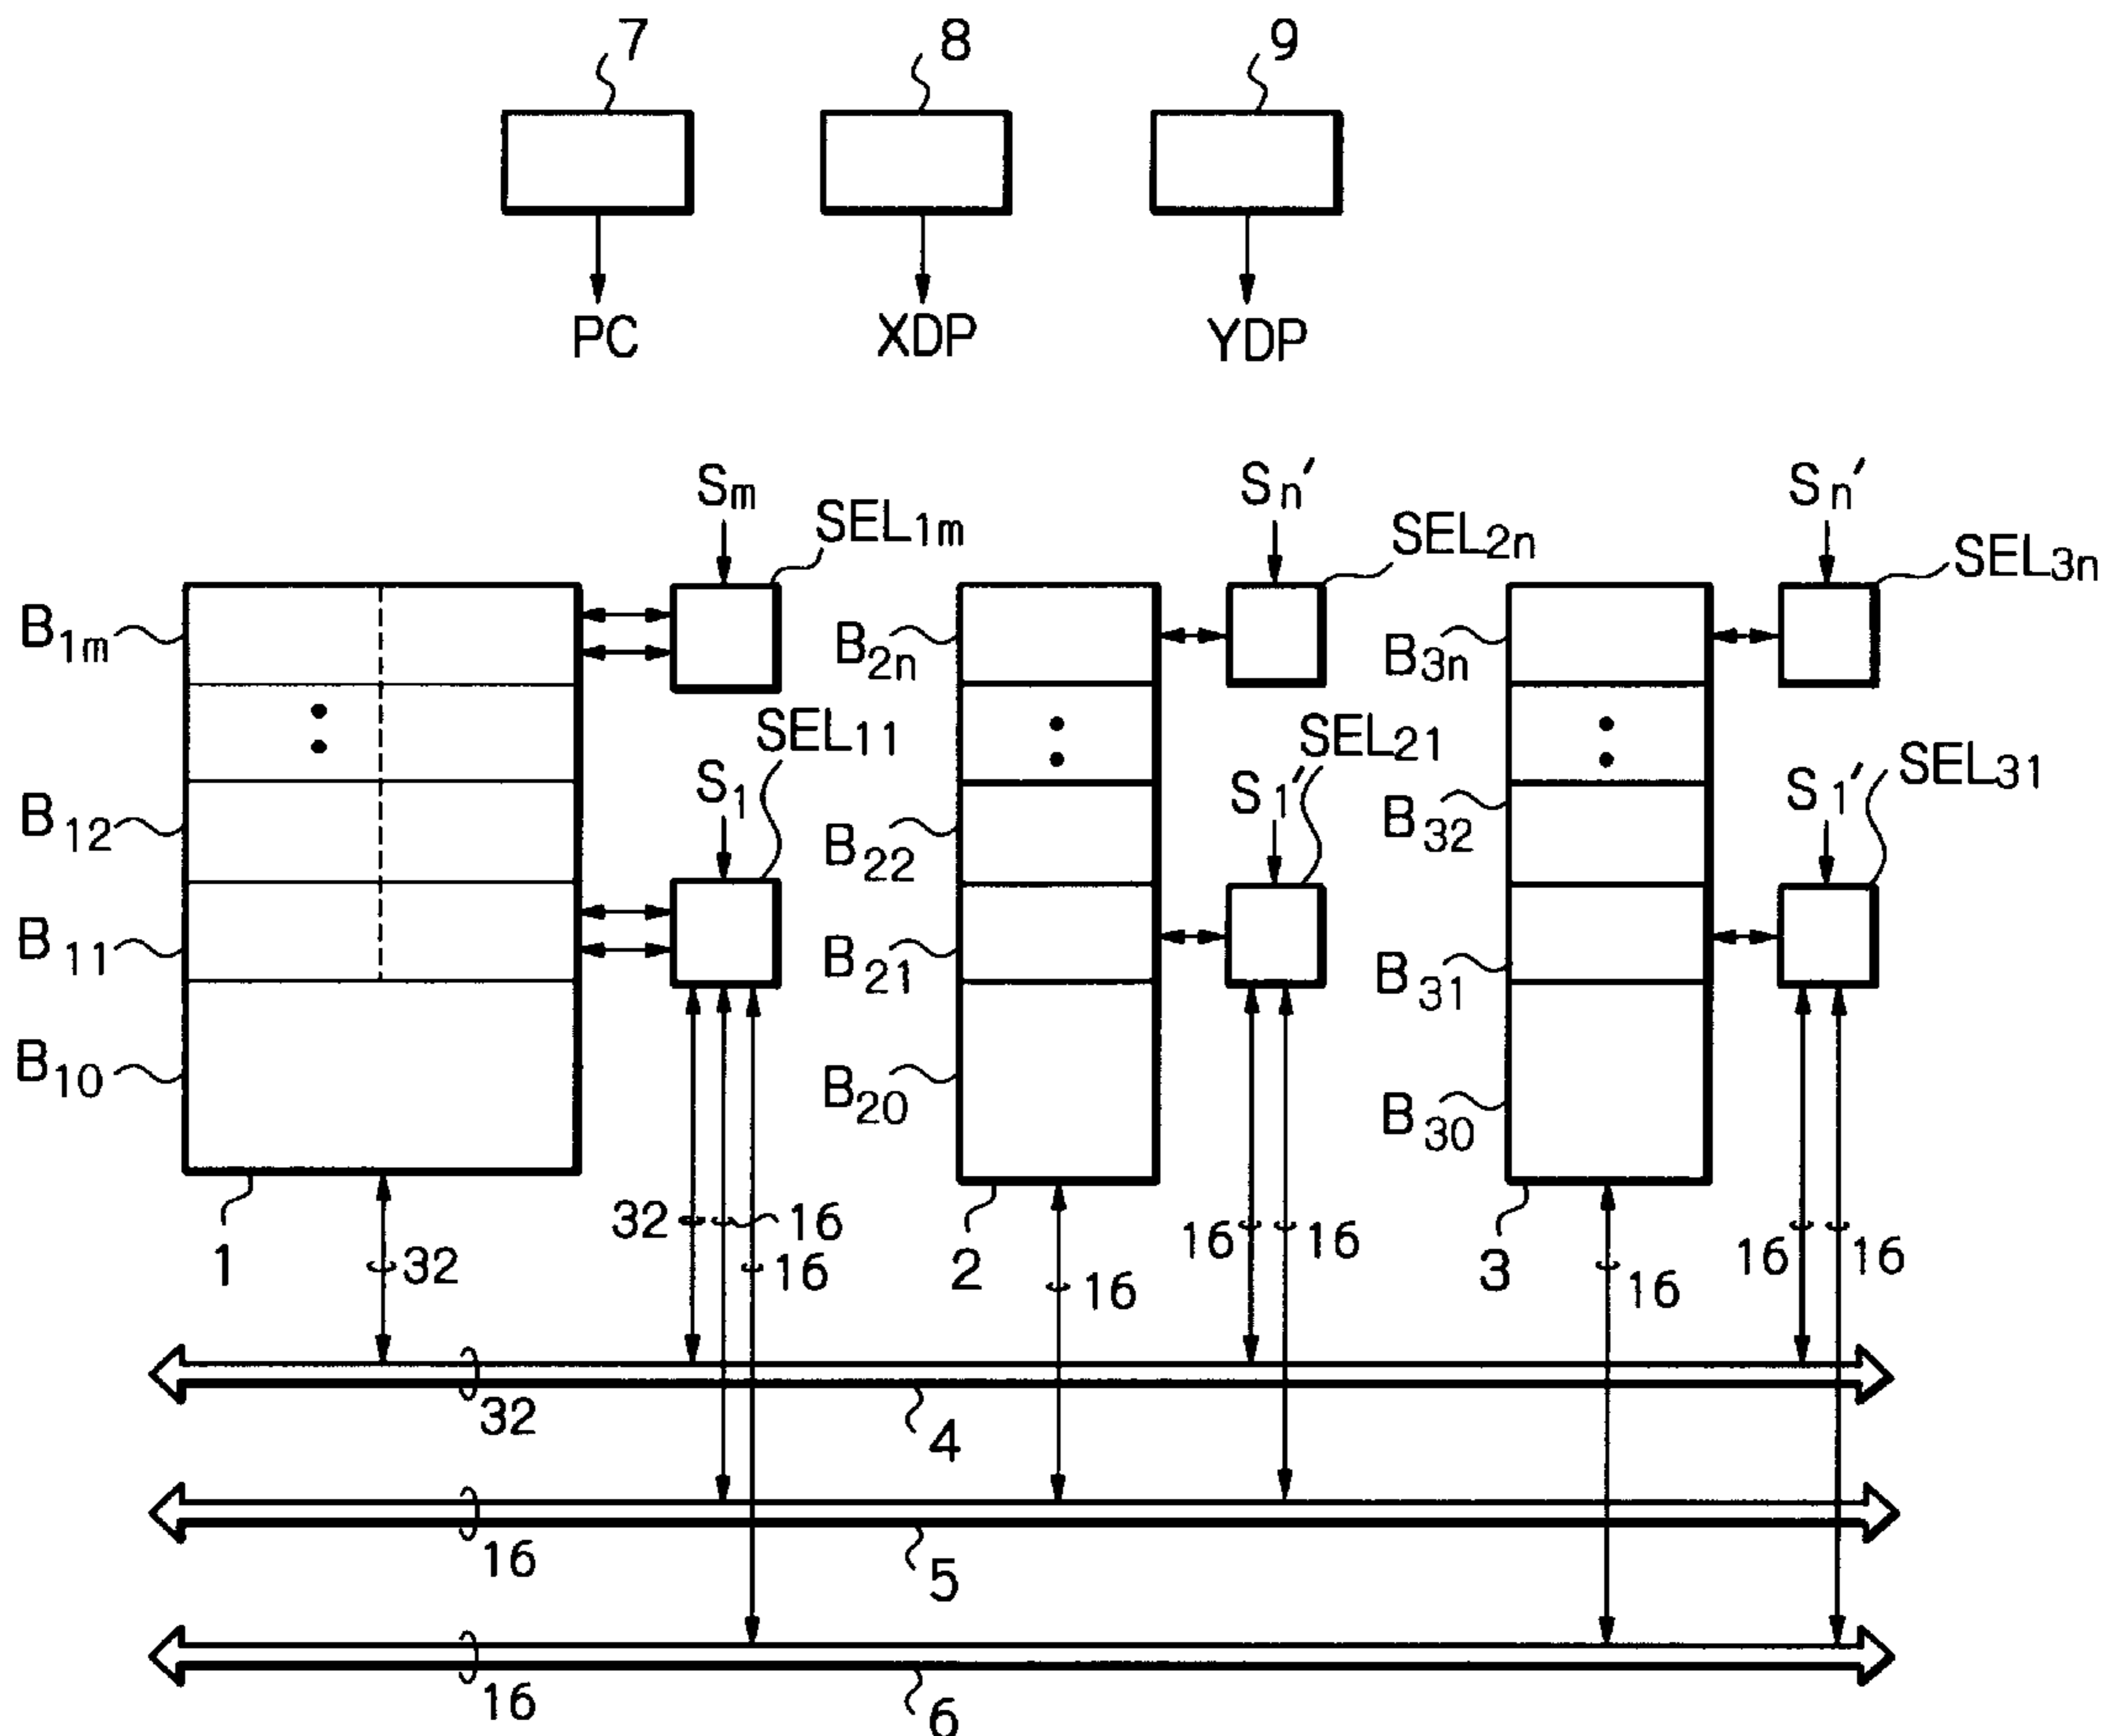 7 8 9
PC XDP YDP
Sm Sn′ Sn′
SEL1m SEL2n SEL3n
B1m B2n B3n
SEL11 SEL21 SEL31
S1 S1′ S1′
B12 B22 B32
B11 B21 B31
B10 B20 B30
32 16 16 16 16 16
1 32 16 2 16 3 16
32 4
16 5
16 6